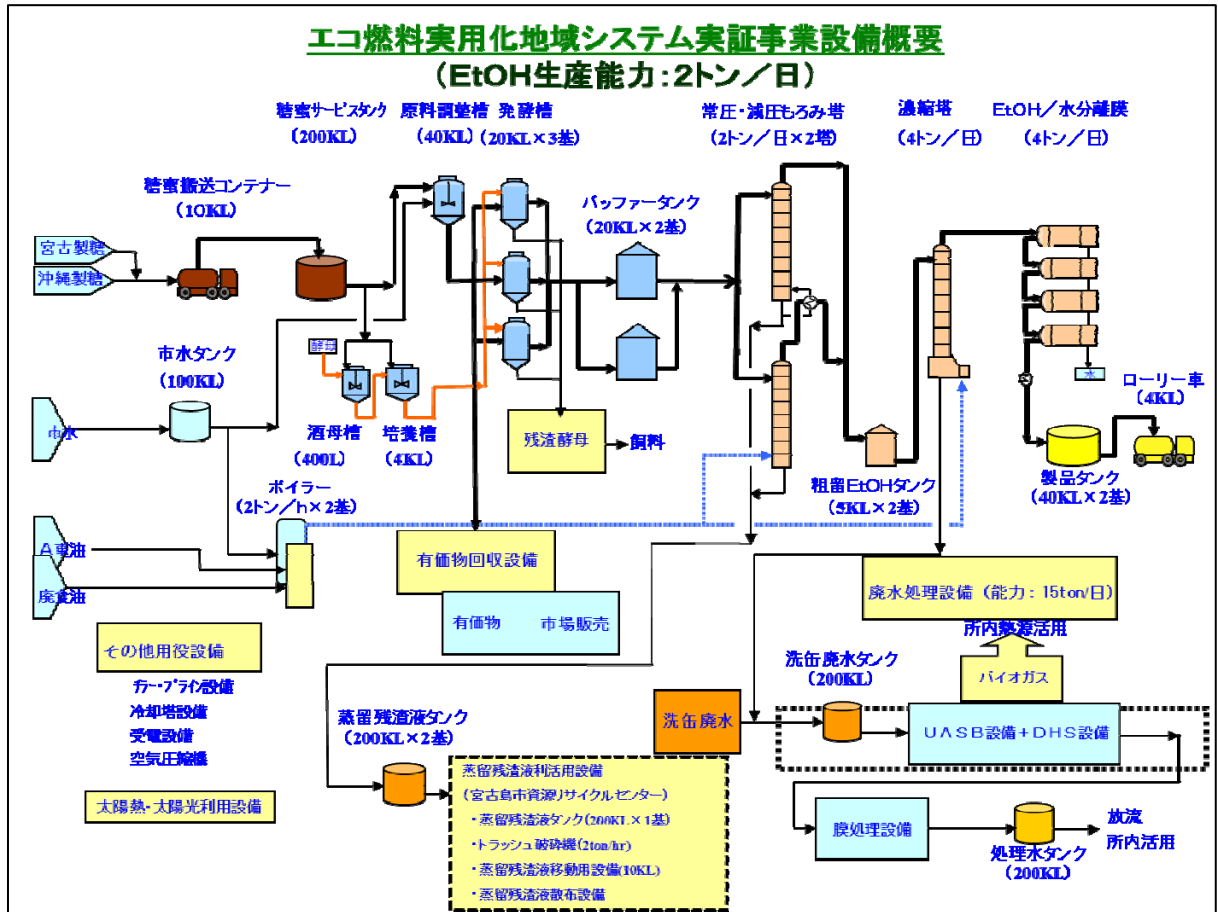 エコ燃料実用化地域システム実証事業設備概要
(EtOH生産能力:2トン/日)
糖蜜サービスタンク
(200KL)
原料調整槽
(40KL)
発酵槽
(20KL×3基)
常圧・減圧もろみ塔
(2トン/日×2塔)
濃縮塔
(4トン/日)
EtOH/水分離膜
(4トン/日)
糖蜜搬送コンテナー
(10KL)
バッファータンク
(20KL×2基)
宮古製糖
沖縄製糖
市水タンク
(100KL)
酵母
水
ローリー車
(4KL)
市水
酒母槽
(400L)
培養槽
(4KL)
残渣酵母
飼料
製品タンク
(40KL×2基)
粗留EtOHタンク
(5KL×2基)
ボイラー
(2トン/h×2基)
A重油
廃食油
有価物回収設備
有価物 市場販売
廃水処理設備(能力:15ton/日)
所内熱源活用
その他用役設備
冷却塔設備
受電設備
空気圧縮機
太陽熱・太陽光利用設備
バイオガス
洗缶廃水タンク
(200KL)
洗缶廃水
UASB設備+DHS設備
蒸留残渣液タンク
(200KL×2基)
蒸留残渣液利活用設備
(宮古島市資源リサイクルセンター)
・蒸留残渣液タンク(200KL×1基)
・トラッシュ破砕機(2ton/hr)
・蒸留残渣液移動用設備(10KL)
・蒸留残渣液散布設備
膜処理設備
処理水タンク
(200KL)
放流
所内活用